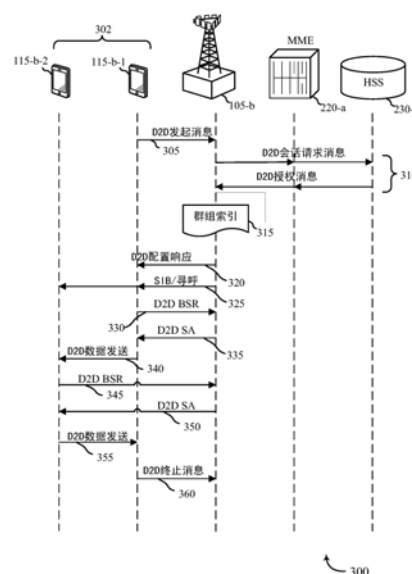 302
115-b-2
115-b-1
MME
HSS
105-b
220-a
D2D发起消息
305
D2D会话请求消息
D2D授权消息
群组索引
315
D2D配置响应
320
SIB/寻呼
325
D2D BSR
330
D2D SA
335
D2D数据发送
340
D2D BSR
345
D2D SA
350
D2D数据发送
355
D2D终止消息
360
300